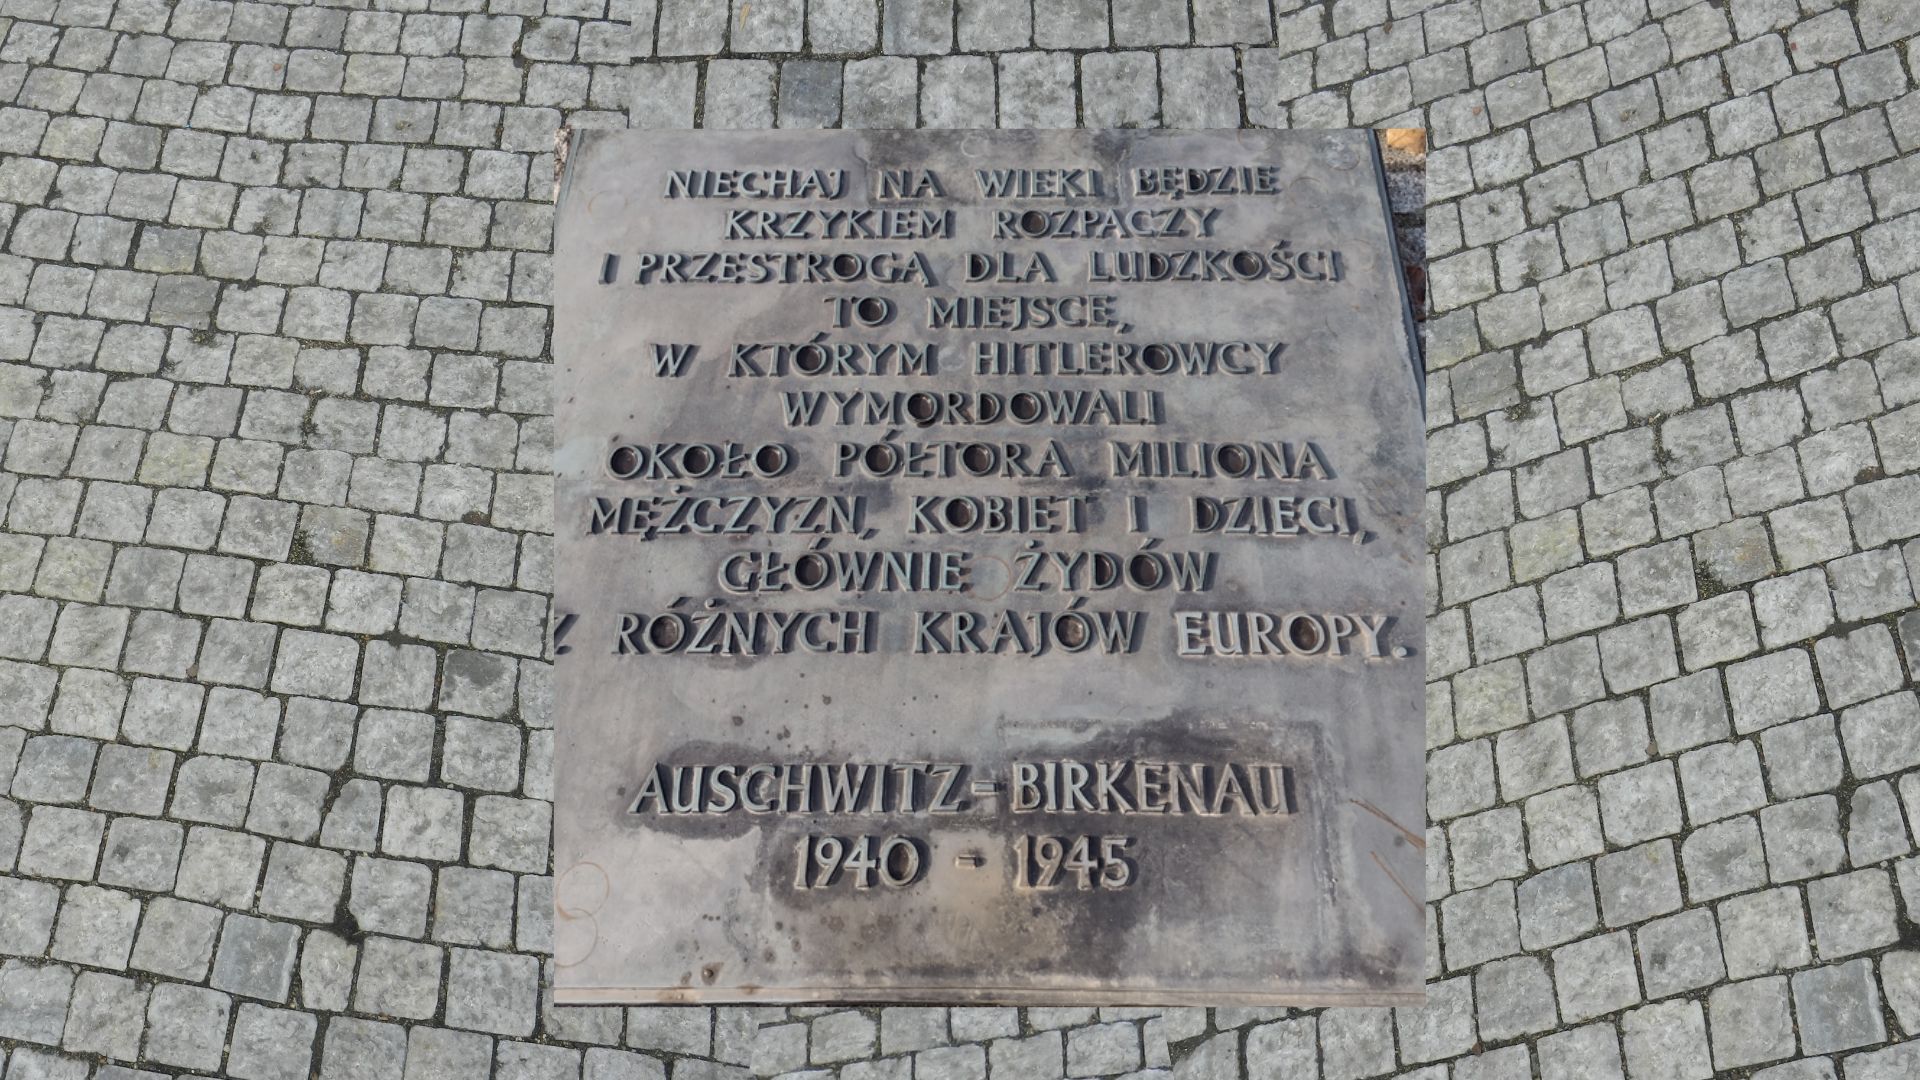 NIECHAJ NA WIEKI BĘDZIE
KRZYKIEM ROZPACZY
I PRZESTROGĄ DLA LUDZKOŚCI
TO MIEJSCE,
W KTÓRYM HITLEROWCY
WYMORDOWALI
OKOŁO PÓŁTORA MILIONA
MĘŻCZYZN, KOBIET I DZIECI,
GŁÓWNIE ŻYDÓW
Z RÓŻNYCH KRAJÓW EUROPY.
AUSCHWITZ-BIRKENAU
1940 - 1945